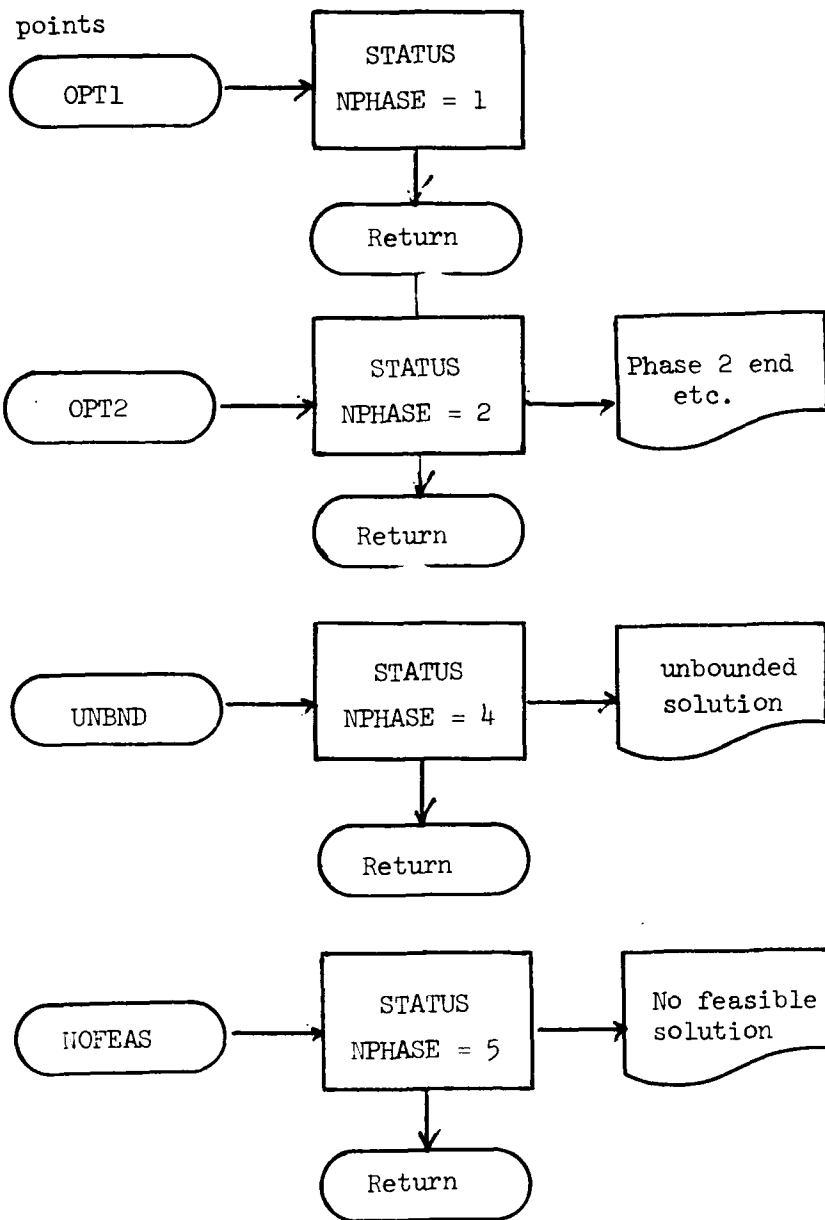 points
OPT1
STATUS
NPHASE = 1
Return
OPT2
STATUS
NPHASE = 2
Phase 2 end
etc.
Return
UNBND
STATUS
NPHASE = 4
unbounded
solution
Return
NOFEAS
STATUS
NPHASE = 5
No feasible
solution
Return